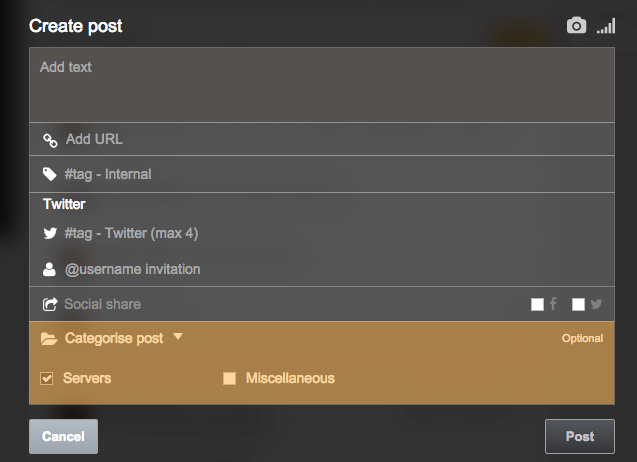 Create post
Add text
Add URL
#tag - Internal
Twitter
#tag - Twitter (max 4)
@username invitation
Social share
Categorise post Optional
Servers Miscellaneous
Cancel Post